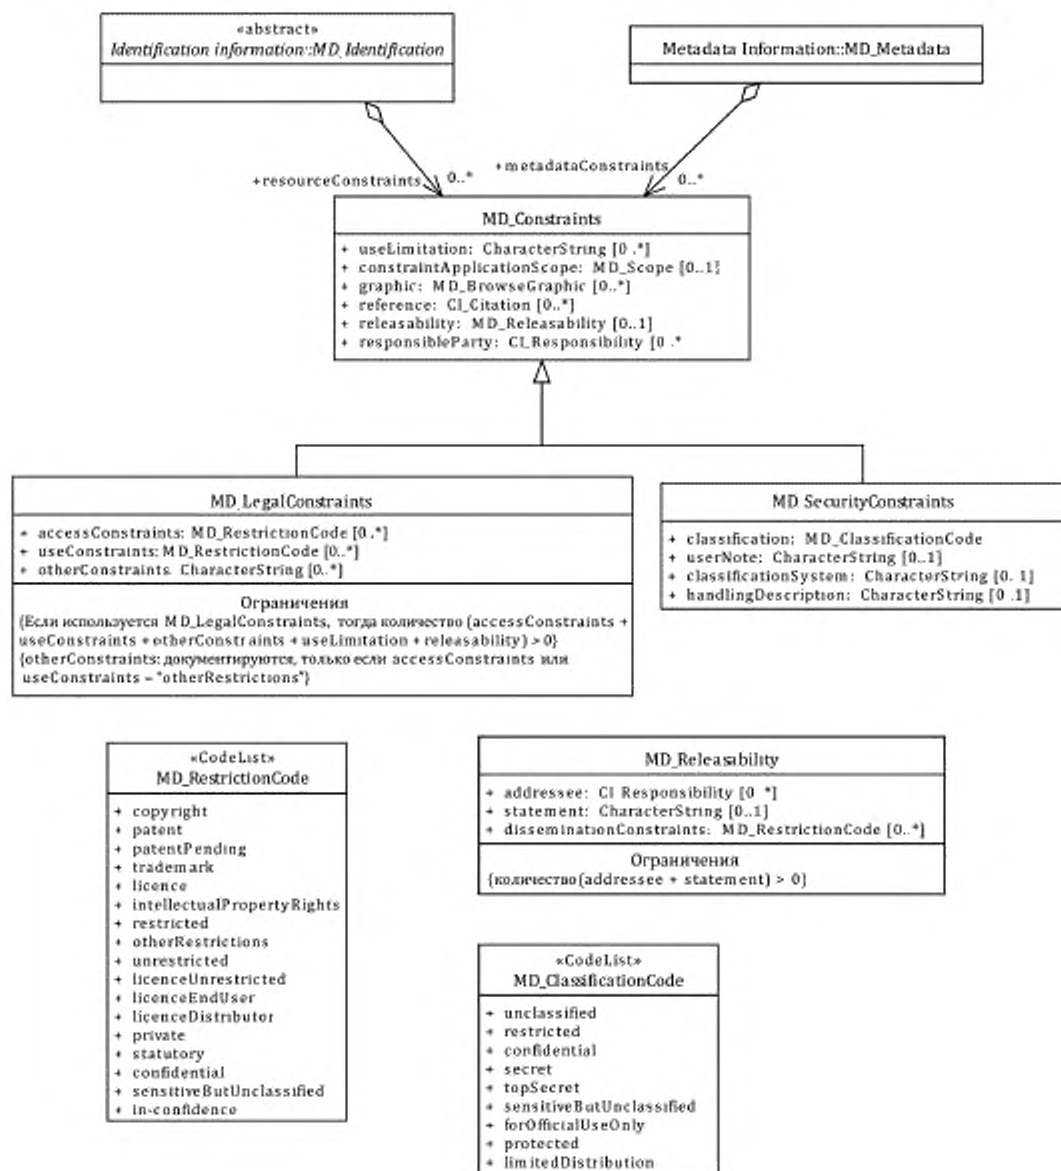 «abstract»
Identification information::MD_Identification
Metadata Information::MD_Metadata
+resourceConstraints
0..*
+metadataConstraints
0..*
MD_Constraints
+ useLimitation: CharacterString [0 .*]
+ constraintApplicationScope: MD_Scope [0..1]
+ graphic: MD_BrowseGraphic [0..*]
+ reference: CI_Citation [0..*]
+ releasability: MD_Releasability [0..1]
+ responsibleParty: CI_Responsibility [0 .*
MD_LegalConstraints
+ accessConstraints: MD_RestrictionCode [0 .*]
+ useConstraints: MD_RestrictionCode [0..*]
+ otherConstraints. CharacterString [0..*]
Ограничения
{Если используется MD_LegalConstraints, тогда количество (accessConstraints +
useConstraints + otherConstraints + useLimitation + releasability) > 0}
{otherConstraints: документируются, только если accessConstraints или
useConstraints = "otherRestrictions"}
MD_SecurityConstraints
+ classification: MD_ClassificationCode
+ userNote: CharacterString [0..1]
+ classificationSystem: CharacterString [0. 1]
+ handlingDescription: CharacterString [0 .1]
«CodeList»
MD_RestrictionCode
+ copyright
+ patent
+ patentPending
+ trademark
+ licence
+ intellectualPropertyRights
+ restricted
+ otherRestrictions
+ unrestricted
+ licenceUnrestricted
+ licenceEndUser
+ licenceDistributor
+ private
+ statutory
+ confidential
+ sensitiveButUnclassified
+ in-confidence
MD_Releasability
+ addressee: CI_Responsibility [0 *]
+ statement: CharacterString [0..1]
+ disseminationConstraints: MD_RestrictionCode [0..*]
Ограничения
{количество(addressee + statement) > 0}
«CodeList»
MD_ClassificationCode
+ unclassified
+ restricted
+ confidential
+ secret
+ topSecret
+ sensitiveButUnclassified
+ forOfficialUseOnly
+ protected
+ limitedDistribution